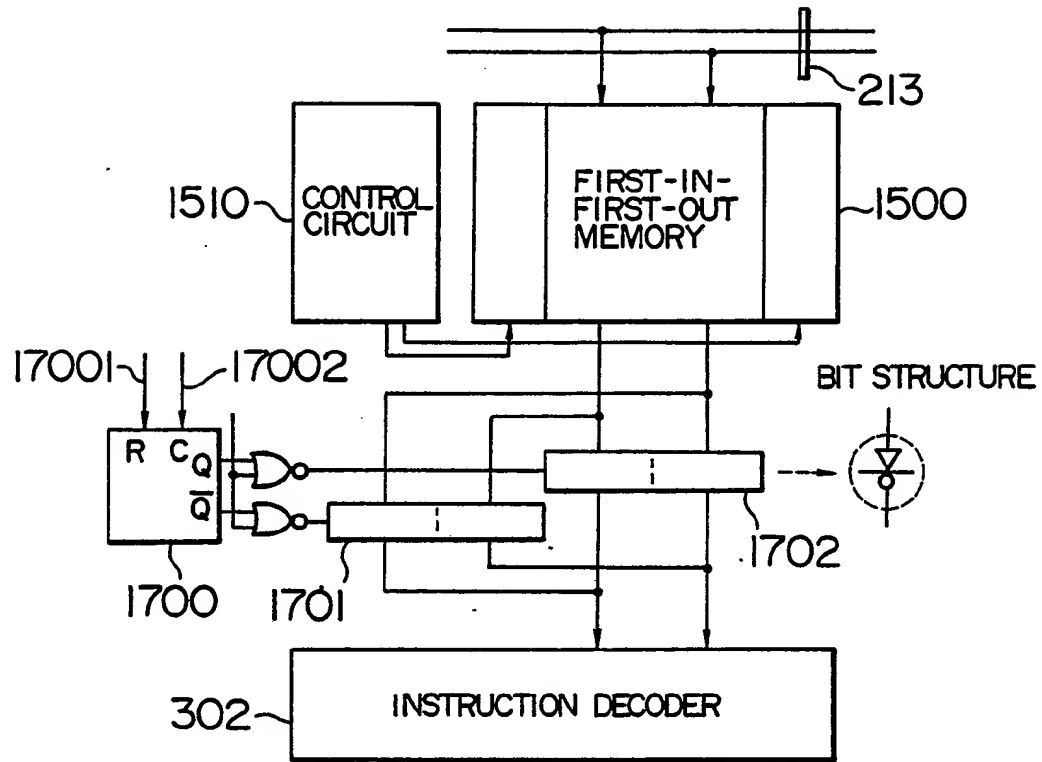 213
CONTROL
CIRCUIT
1510
FIRST-IN-
FIRST-OUT
MEMORY
1500
17001
17002
BIT STRUCTURE
R C Q
Q̅
1700
1701
1702
302
INSTRUCTION DECODER